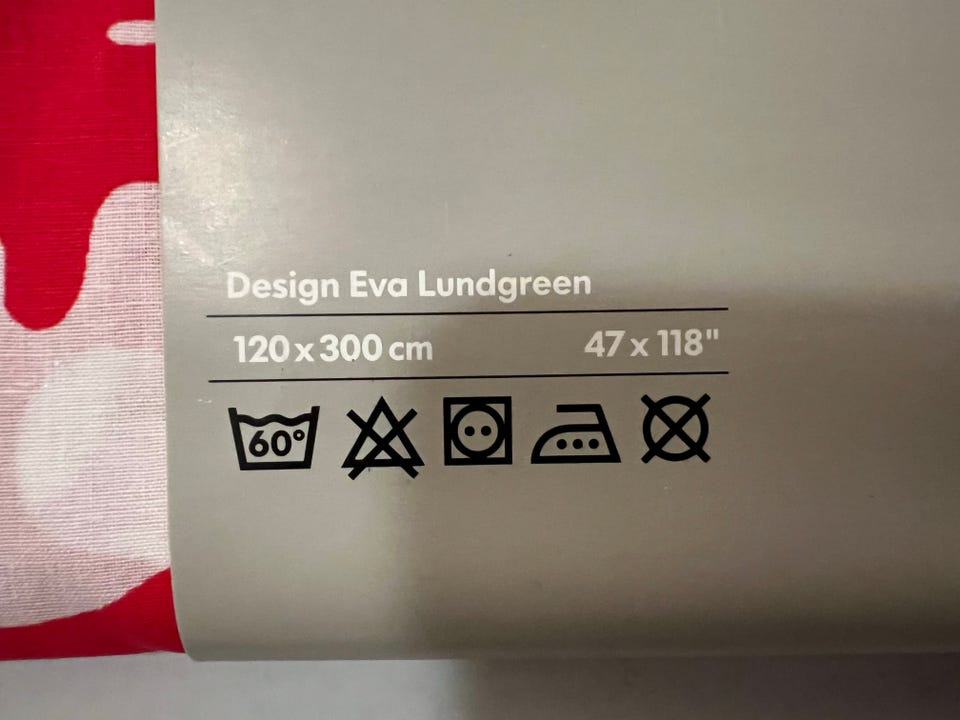 Design Eva Lundgreen
120 x 300 cm 47 x 118"
60°